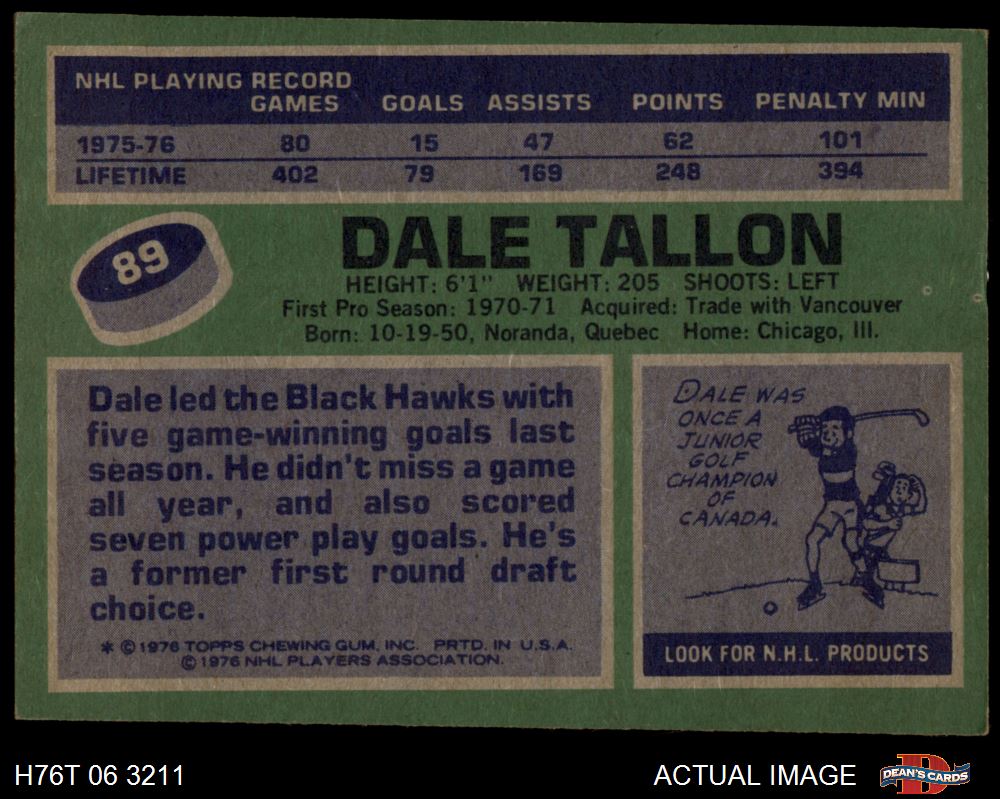 NHL PLAYING RECORD
GAMES GOALS ASSISTS POINTS PENALTY MIN
1975-76 80 15 47 62 101
LIFETIME 402 79 169 248 394
89
DALE TALLON
HEIGHT: 6'1" WEIGHT: 205 SHOOTS: LEFT
First Pro Season: 1970-71 Acquired: Trade with Vancouver
Born: 10-19-50, Noranda, Quebec Home: Chicago, Ill.
Dale led the Black Hawks with
five game-winning goals last
season. He didn't miss a game
all year, and also scored
seven power play goals. He's
a former first round draft
choice.
* © 1976 TOPPS CHEWING GUM, INC. PRTD. IN U.S.A.
© 1976 NHL PLAYERS ASSOCIATION.
DALE WAS
ONCE A
JUNIOR
GOLF
CHAMPION
OF
CANADA.
LOOK FOR N.H.L. PRODUCTS
H76T 06 3211
ACTUAL IMAGE
DEAN'S CARDS